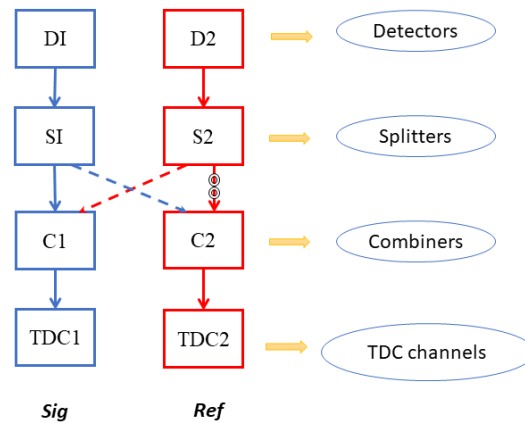 DI D2 Detectors
SI S2 Splitters
C1 C2 Combiners
TDC1 TDC2 TDC channels
Sig Ref